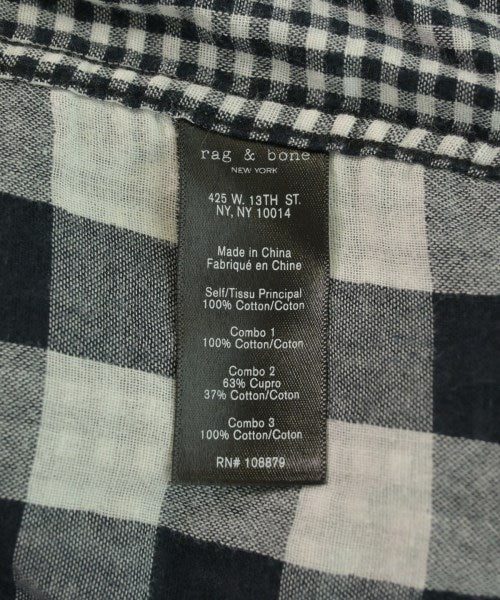 rag & bone
NEW YORK
425 W. 13TH ST.
NY, NY 10014
Made in China
Fabriqué en Chine
Self/Tissu Principal
100% Cotton/Coton
Combo 1
100% Cotton/Coton
Combo 2
63% Cupro
37% Cotton/Coton
Combo 3
100% Cotton/Coton
RN# 108879